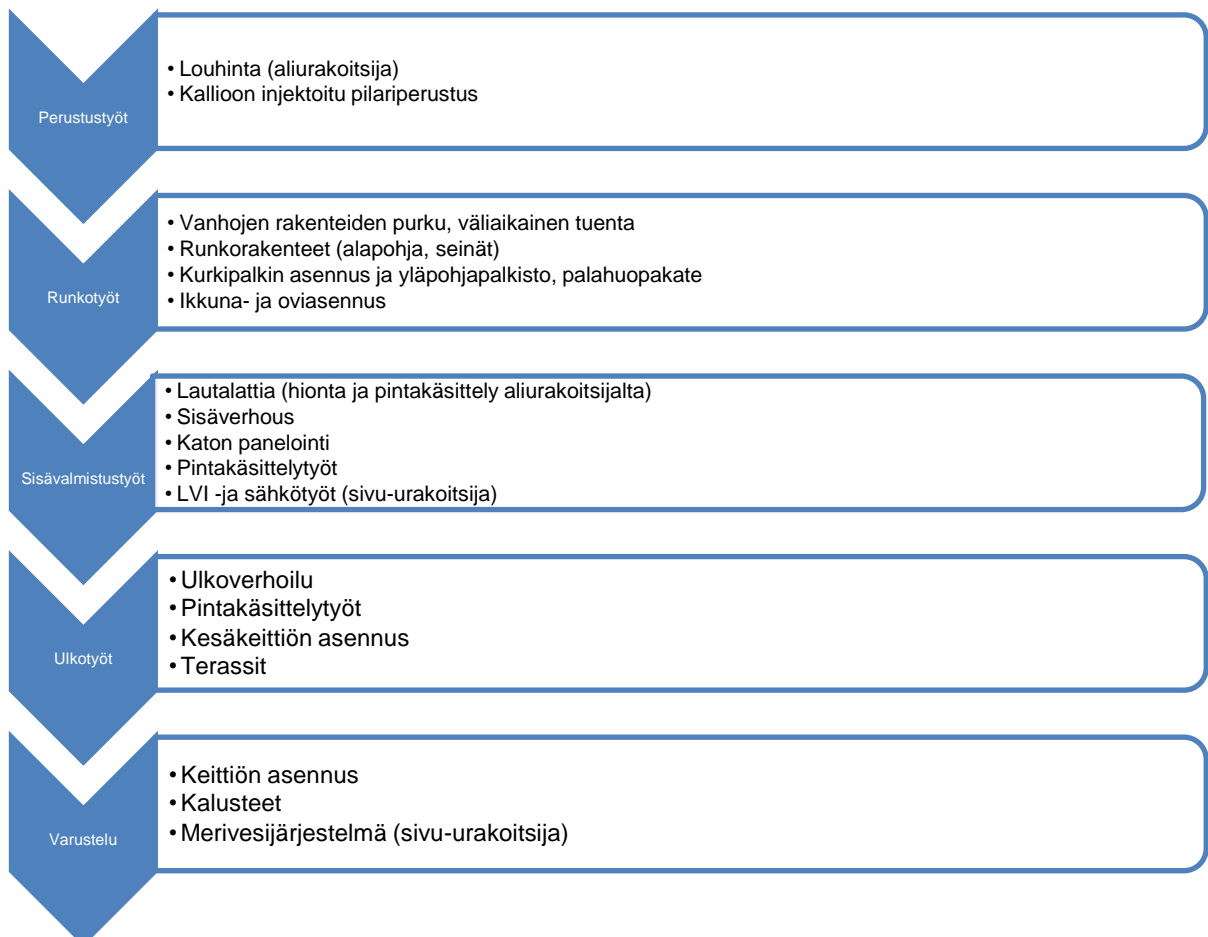 Perustustyöt
• Louhinta (aliurakoitsija)
• Kallioon injektoitu pilariperustus
Runkotyöt
• Vanhojen rakenteiden purku, väliaikainen tuenta
• Runkorakenteet (alapohja, seinät)
• Kurkipalkin asennus ja yläpohjapalkisto, palahuopakate
• Ikkuna- ja oviasennus
Sisävalmistustyöt
• Lautalattia (hionta ja pintakäsittely aliurakoitsijalta)
• Sisäverhous
• Katon panelointi
• Pintakäsittelytyöt
• LVI -ja sähkötyöt (sivu-urakoitsija)
Ulkotyöt
• Ulkoverhoilu
• Pintakäsittelytyöt
• Kesäkeittiön asennus
• Terassit
Varustelu
• Keittiön asennus
• Kalusteet
• Merivesijärjestelmä (sivu-urakoitsija)